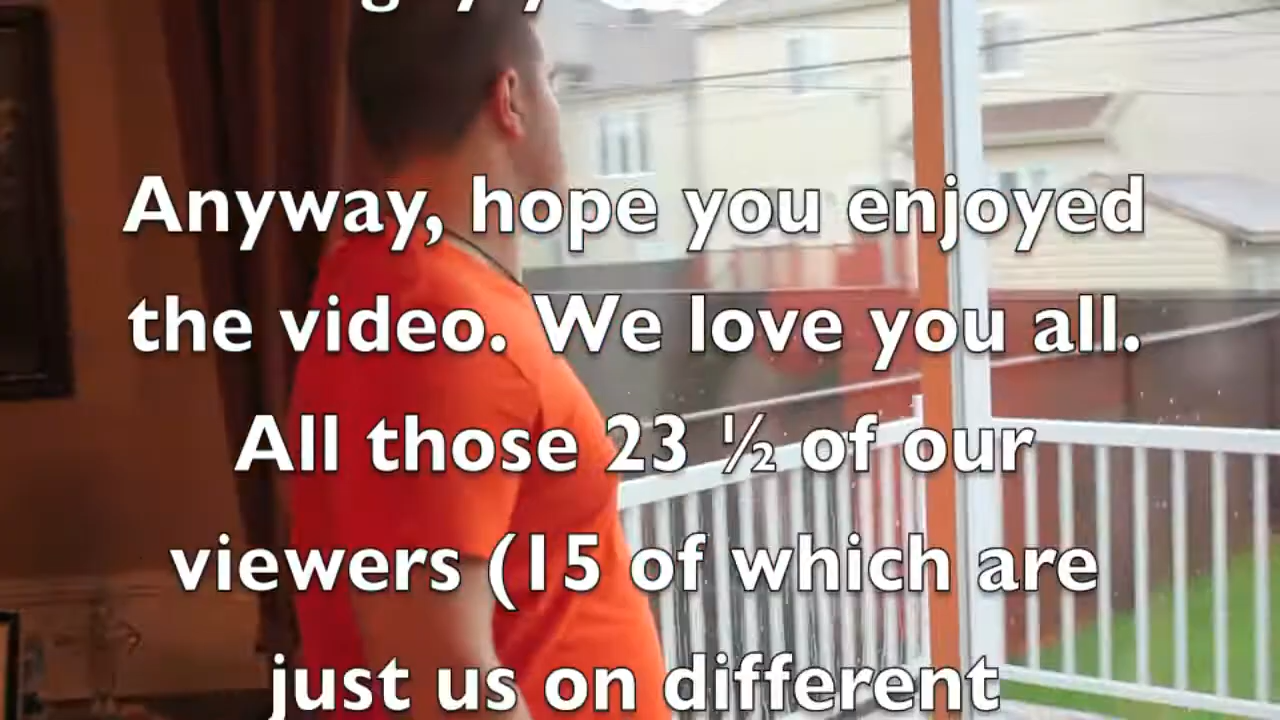 Anyway, hope you enjoyed
the video. We love you all.
All those 23 ½ of our
viewers (15 of which are
just us on different